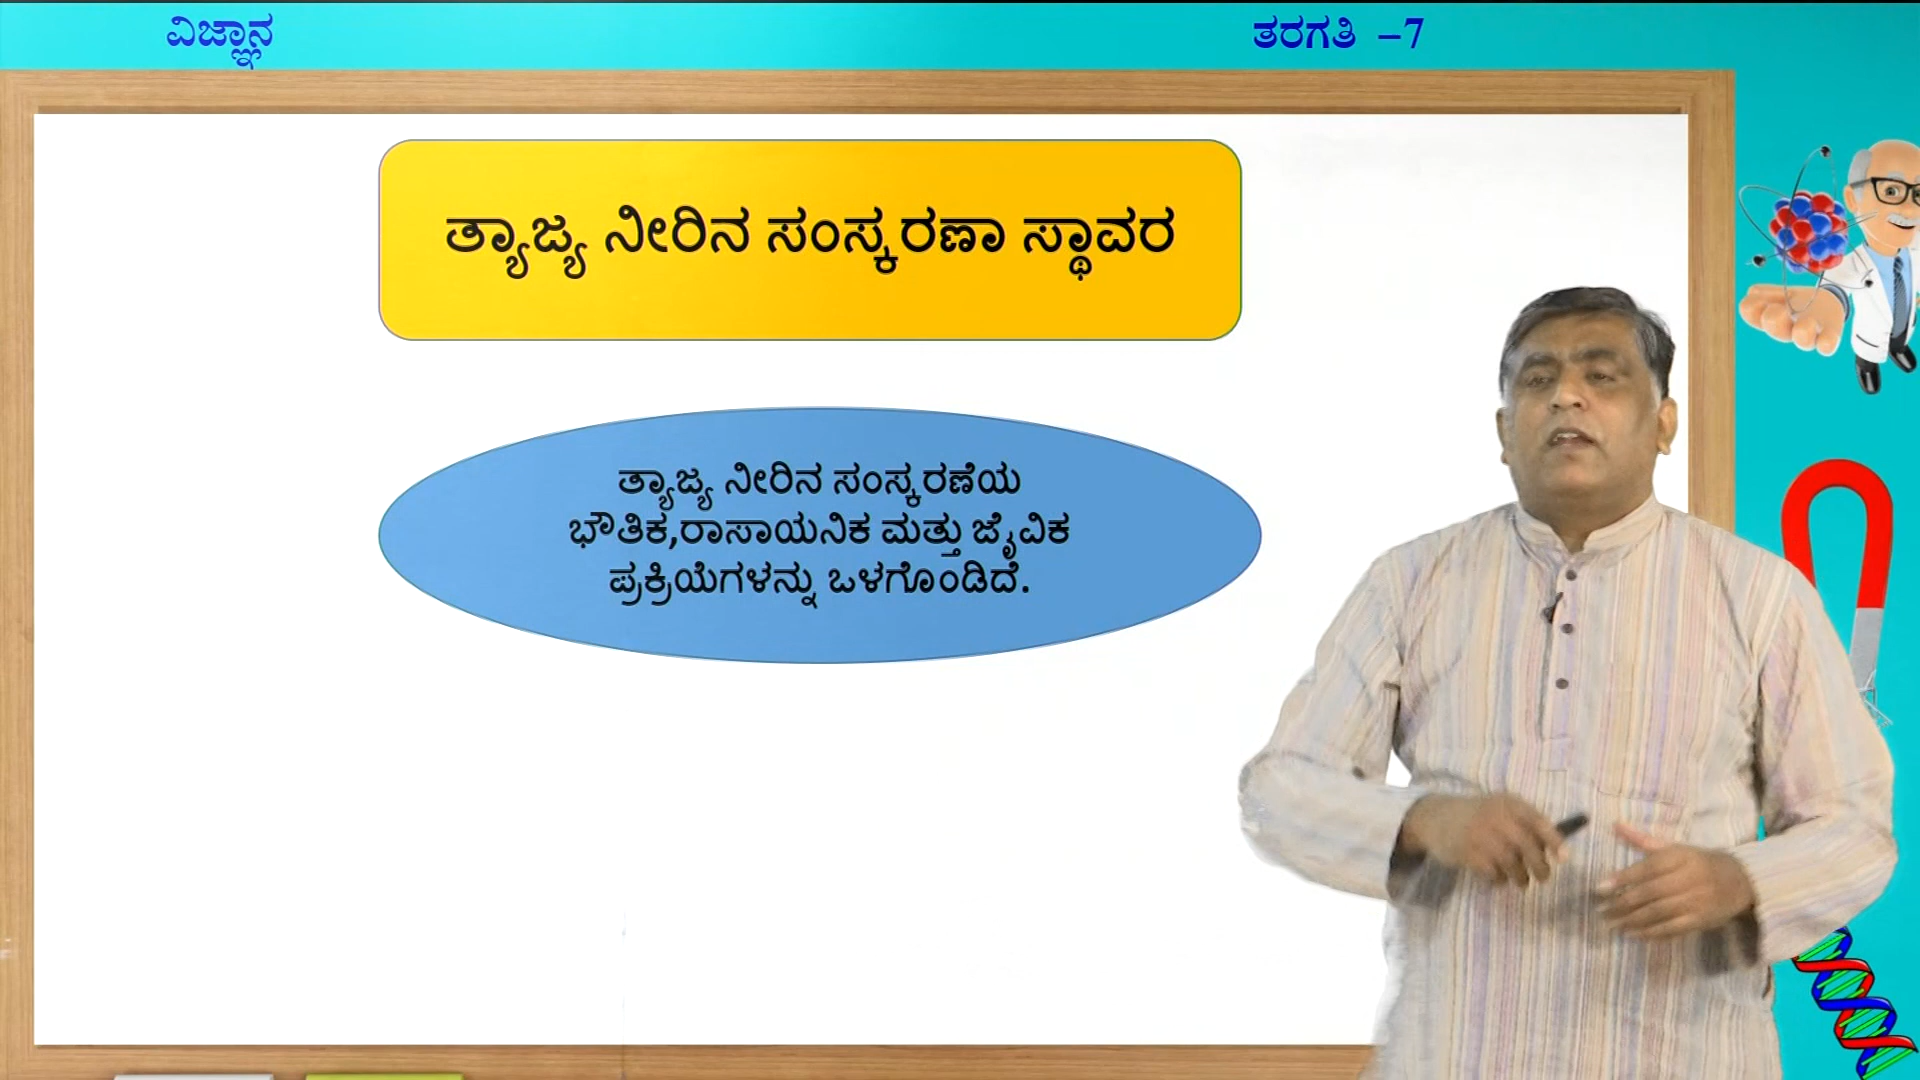 ವಿಜ್ಞಾನ
ತರಗತಿ –7
ತ್ಯಾಜ್ಯ ನೀರಿನ ಸಂಸ್ಕರಣಾ ಸ್ಥಾವರ
ತ್ಯಾಜ್ಯ ನೀರಿನ ಸಂಸ್ಕರಣೆಯ
ಭೌತಿಕ,ರಾಸಾಯನಿಕ ಮತ್ತು ಜೈವಿಕ
ಪ್ರಕ್ರಿಯೆಗಳನ್ನು ಒಳಗೊಂಡಿದೆ.